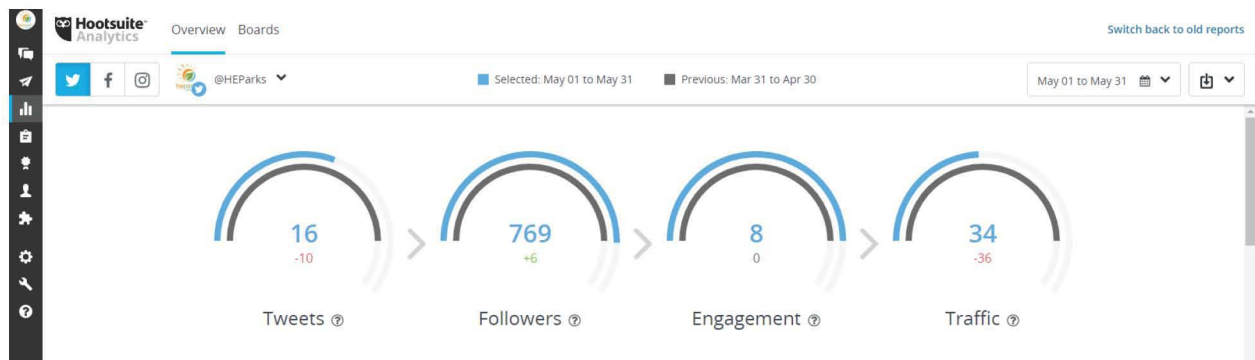 Hootsuite™
Analytics
Overview Boards
Switch back to old reports
@HEParks
Selected: May 01 to May 31
Previous: Mar 31 to Apr 30
May 01 to May 31
16
-10
Tweets
769
+6
Followers
8
0
Engagement
34
-36
Traffic